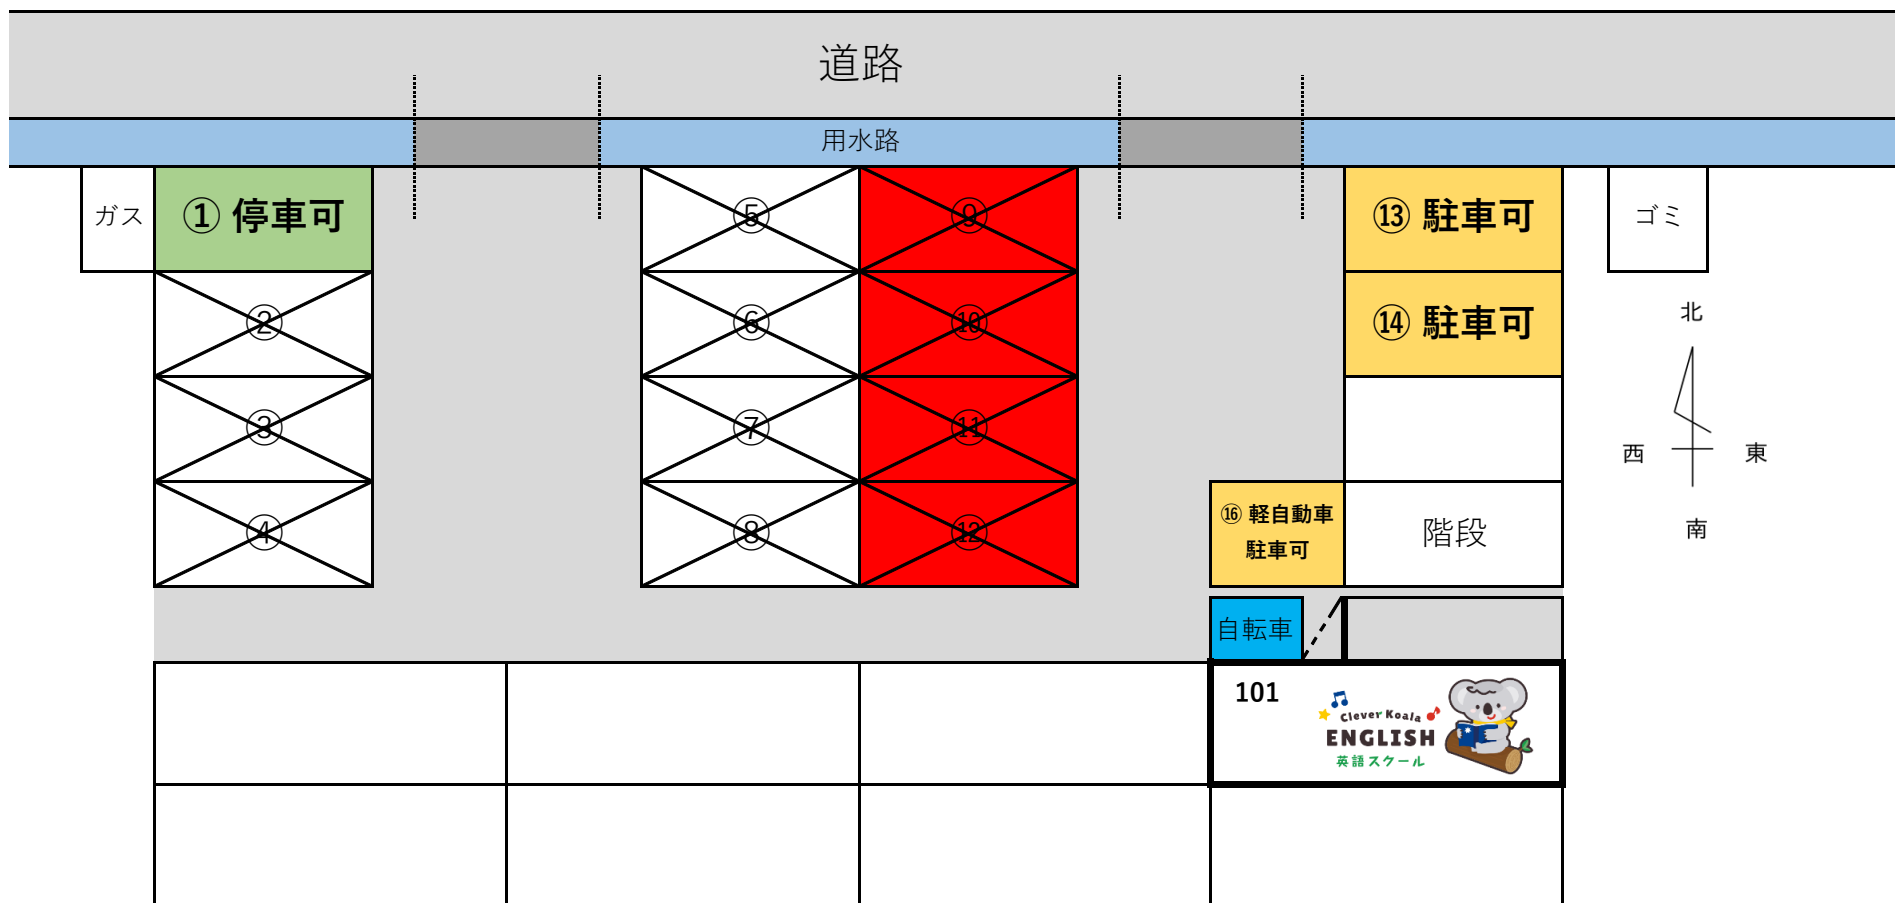 道路
用水路
ガス
① 停車可
⑤
⑨
⑬ 駐車可
ゴミ
②
⑥
⑩
⑭ 駐車可
北
③
⑦
⑪
西
東
④
⑧
⑫
⑯ 軽自動車
駐車可
階段
南
自転車
101
Clever Koala
ENGLISH
英語スクール